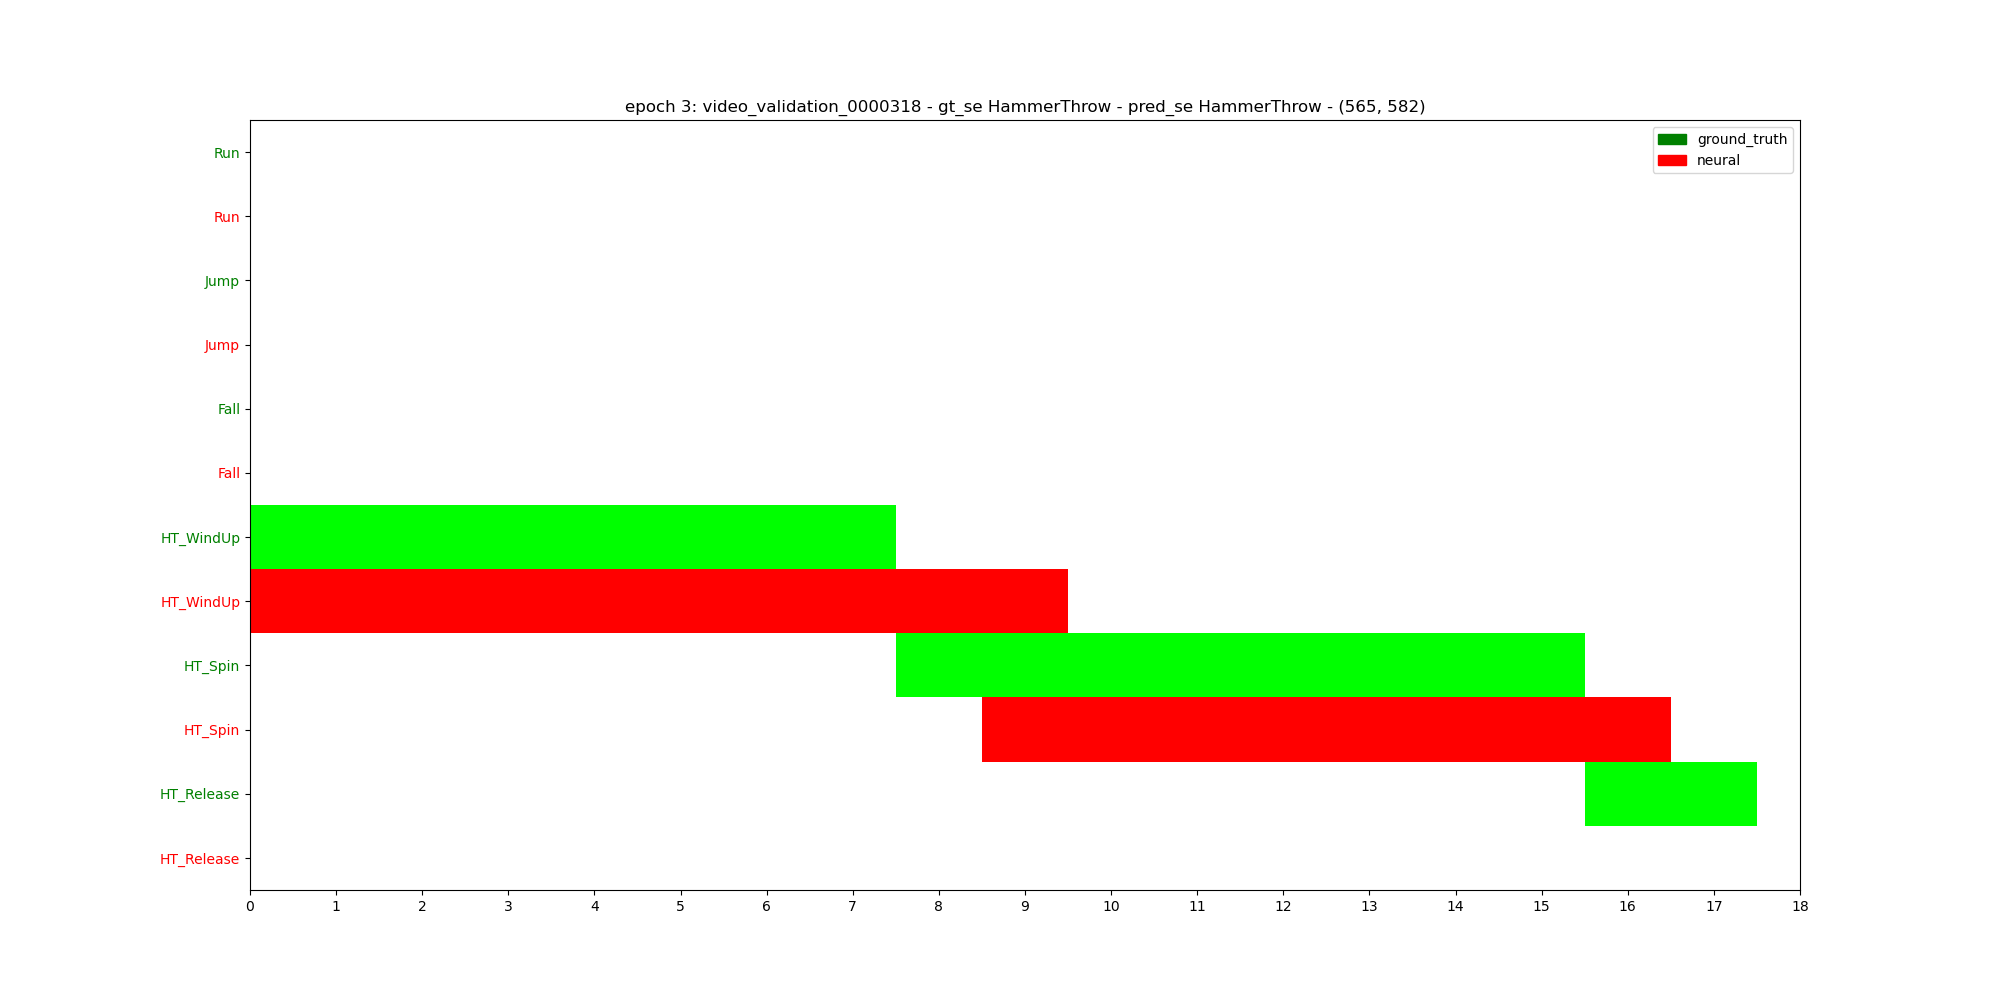 epoch 3: video_validation_0000318 - gt_se HammerThrow - pred_se HammerThrow - (565, 582)
ground_truth
neural
Run
Run
Jump
Jump
Fall
Fall
HT_WindUp
HT_WindUp
HT_Spin
HT_Spin
HT_Release
HT_Release
0 1 2 3 4 5 6 7 8 9 10 11 12 13 14 15 16 17 18